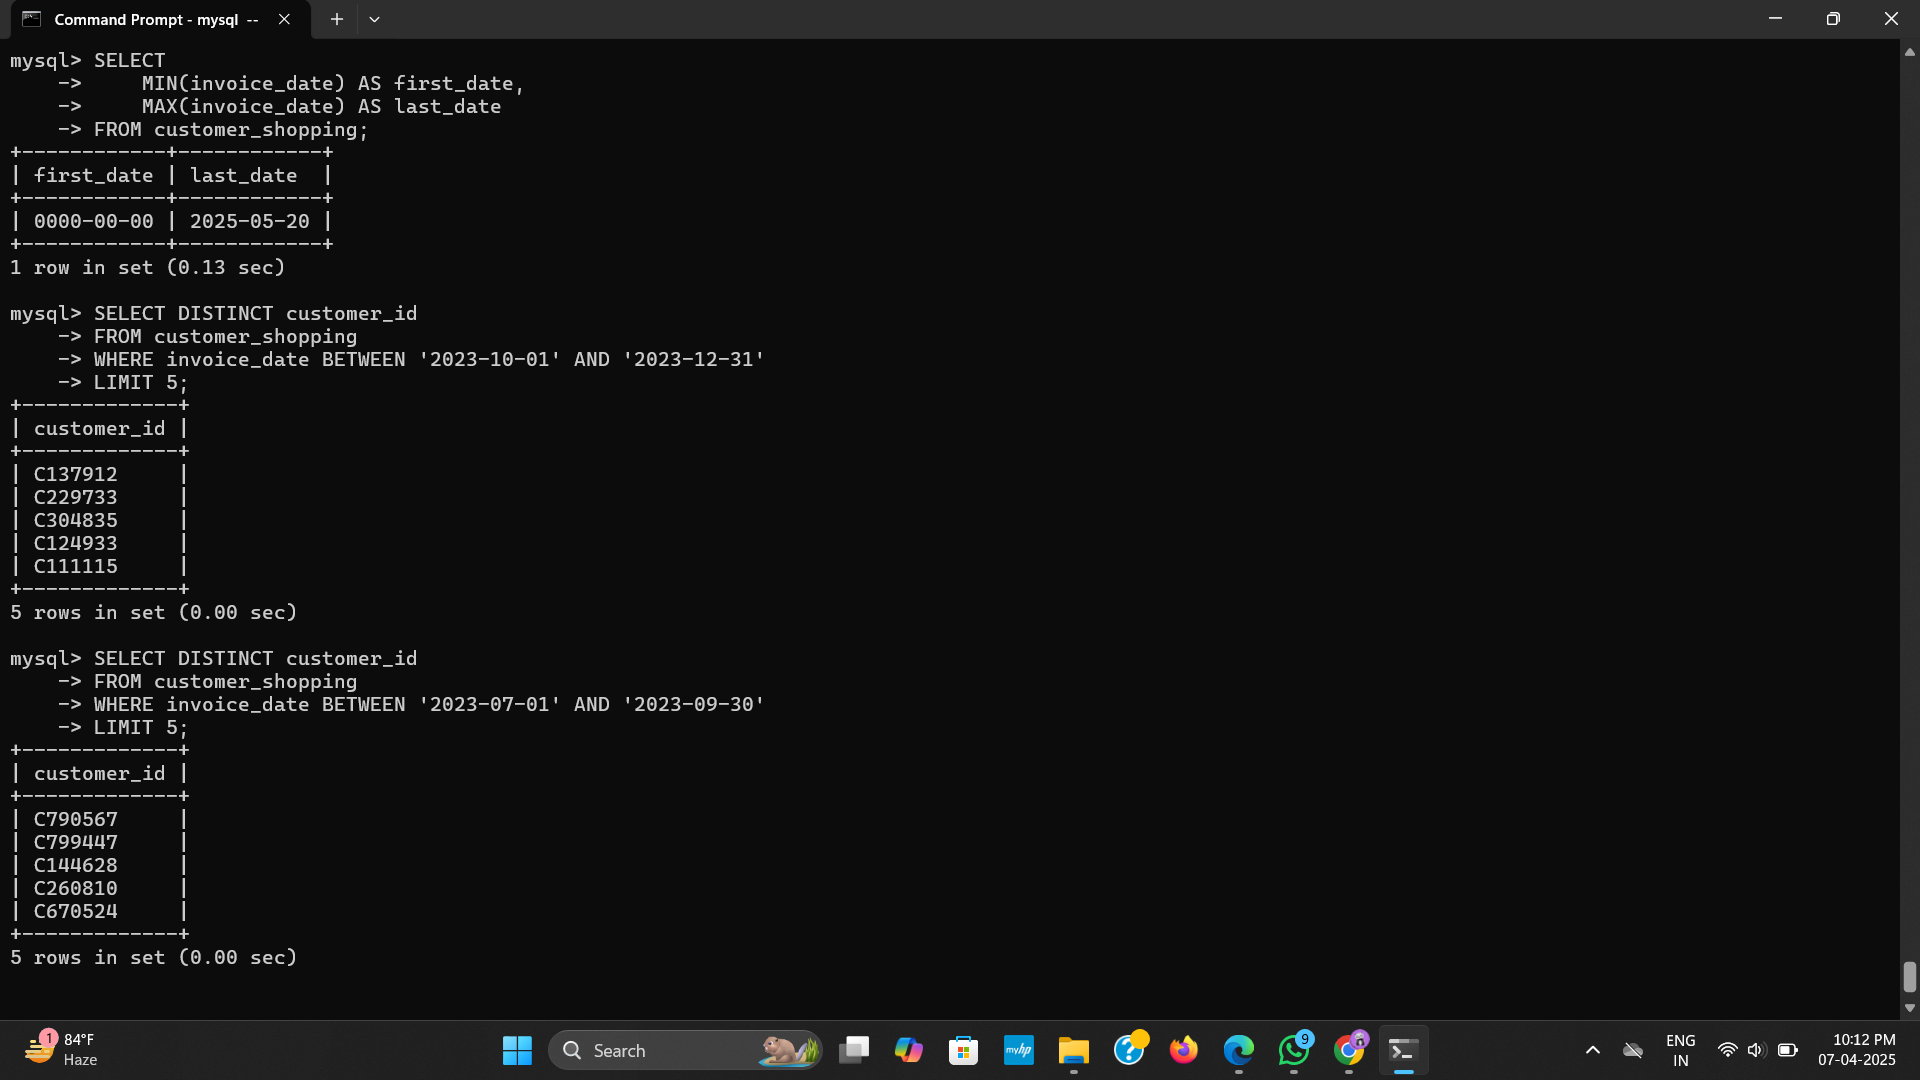 Command Prompt - mysql --
mysql> SELECT
    ->     MIN(invoice_date) AS first_date,
    ->     MAX(invoice_date) AS last_date
    -> FROM customer_shopping;
+------------+------------+
| first_date | last_date  |
+------------+------------+
| 0000-00-00 | 2025-05-20 |
+------------+------------+
1 row in set (0.13 sec)

mysql> SELECT DISTINCT customer_id
    -> FROM customer_shopping
    -> WHERE invoice_date BETWEEN '2023-10-01' AND '2023-12-31'
    -> LIMIT 5;
+-------------+
| customer_id |
+-------------+
| C137912     |
| C229733     |
| C304835     |
| C124933     |
| C111115     |
+-------------+
5 rows in set (0.00 sec)

mysql> SELECT DISTINCT customer_id
    -> FROM customer_shopping
    -> WHERE invoice_date BETWEEN '2023-07-01' AND '2023-09-30'
    -> LIMIT 5;
+-------------+
| customer_id |
+-------------+
| C790567     |
| C799447     |
| C144628     |
| C260810     |
| C670524     |
+-------------+
5 rows in set (0.00 sec)
1
84°F
Haze
Search
myhp
?
9
ENG
IN
10:12 PM
07-04-2025